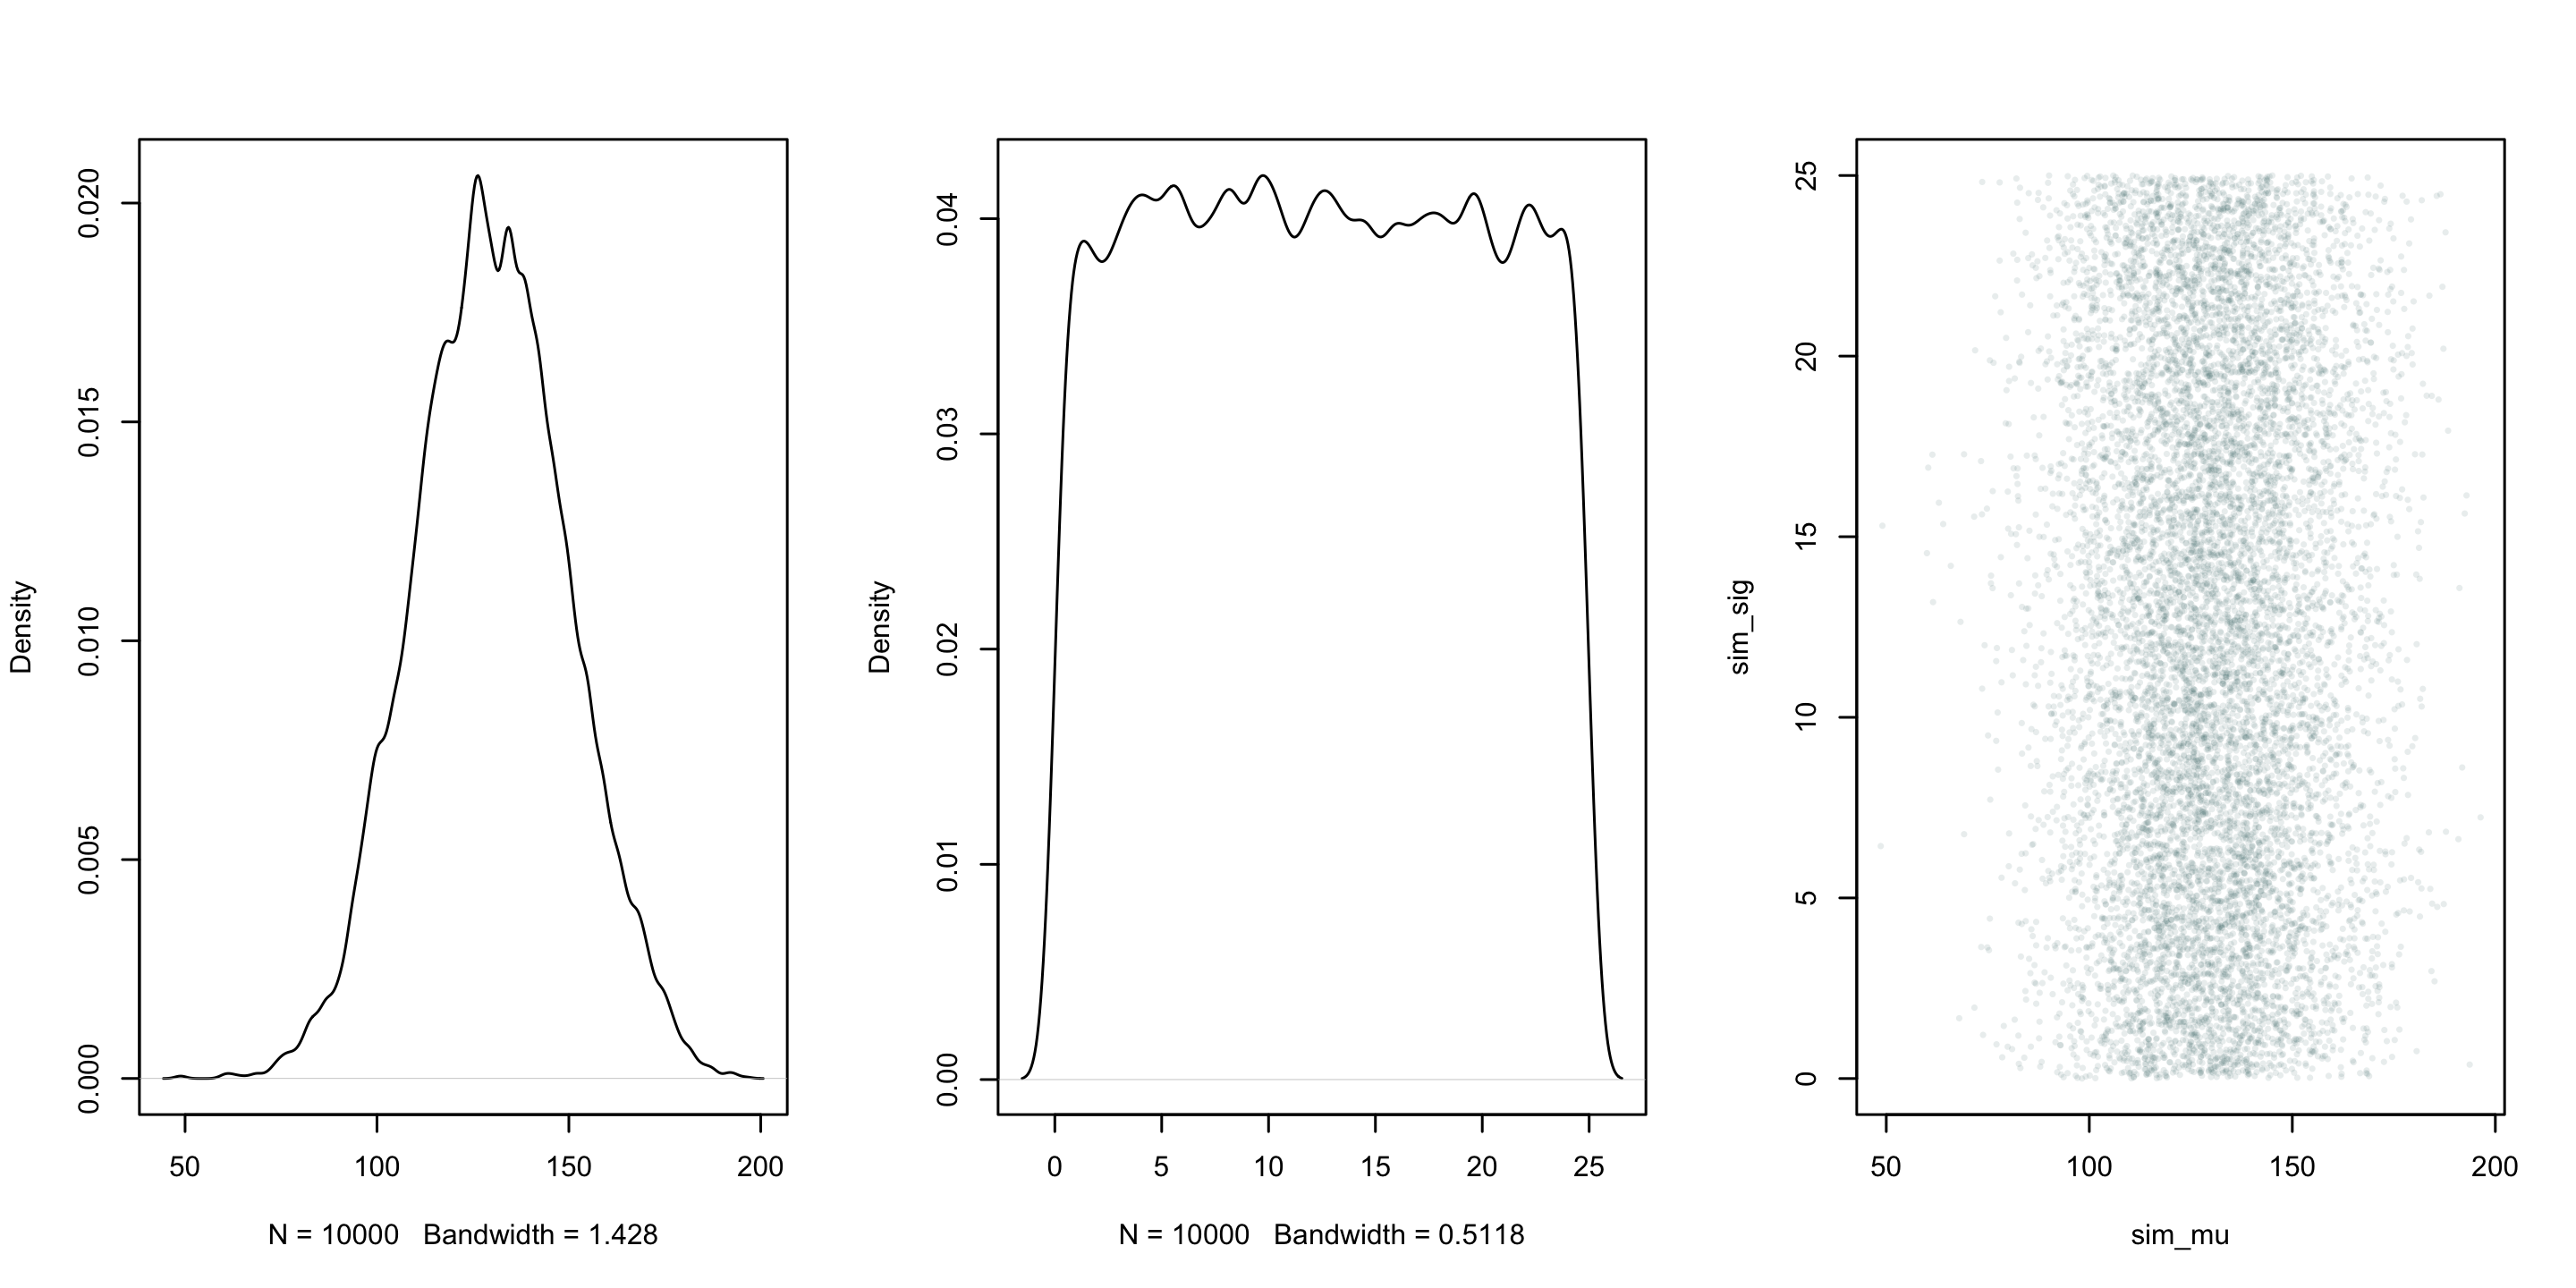 Density
0.000 0.005 0.010 0.015 0.020
50 100 150 200
N = 10000 Bandwidth = 1.428
Density
0.00 0.01 0.02 0.03 0.04
0 5 10 15 20 25
N = 10000 Bandwidth = 0.5118
sim_sig
0 5 10 15 20 25
50 100 150 200
sim_mu